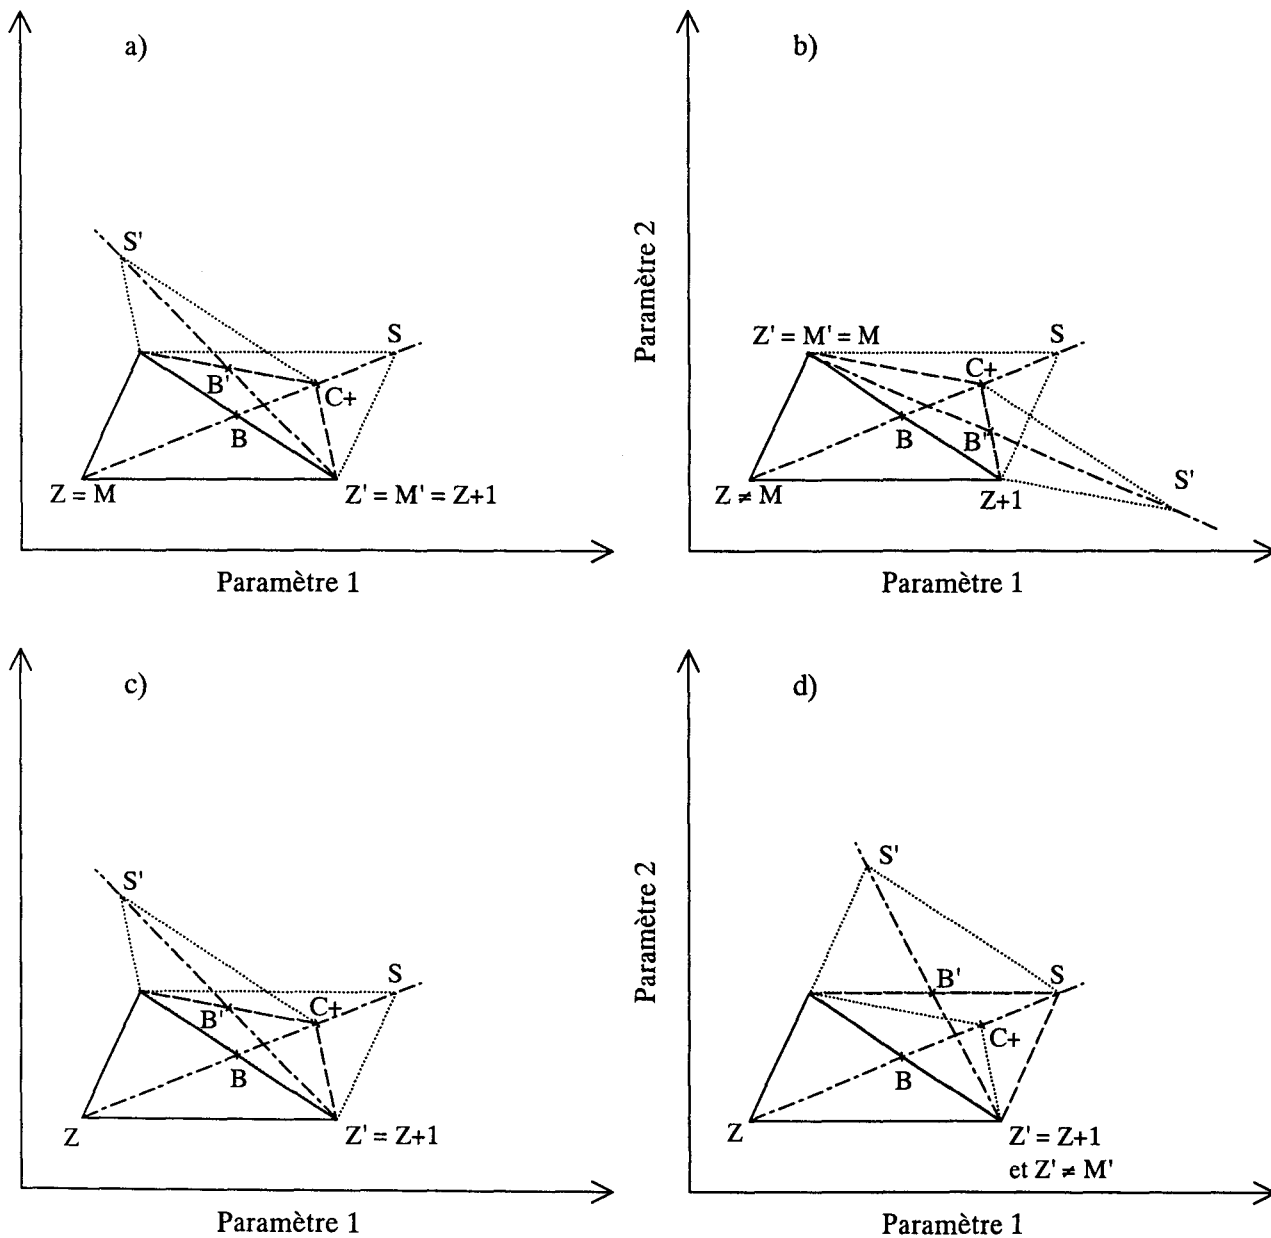 a)
S'
S
B'
C+
B
Z = M
Z' = M' = Z+1
Paramètre 1
b)
Paramètre 2
Z' = M' = M
S
C+
B
B'
S'
Z ≠ M
Z+1
Paramètre 1
c)
S'
S
B'
C+
B
Z
Z' = Z+1
Paramètre 1
d)
Paramètre 2
S'
B'
S
C+
B
Z
Z' = Z+1
et Z' ≠ M'
Paramètre 1